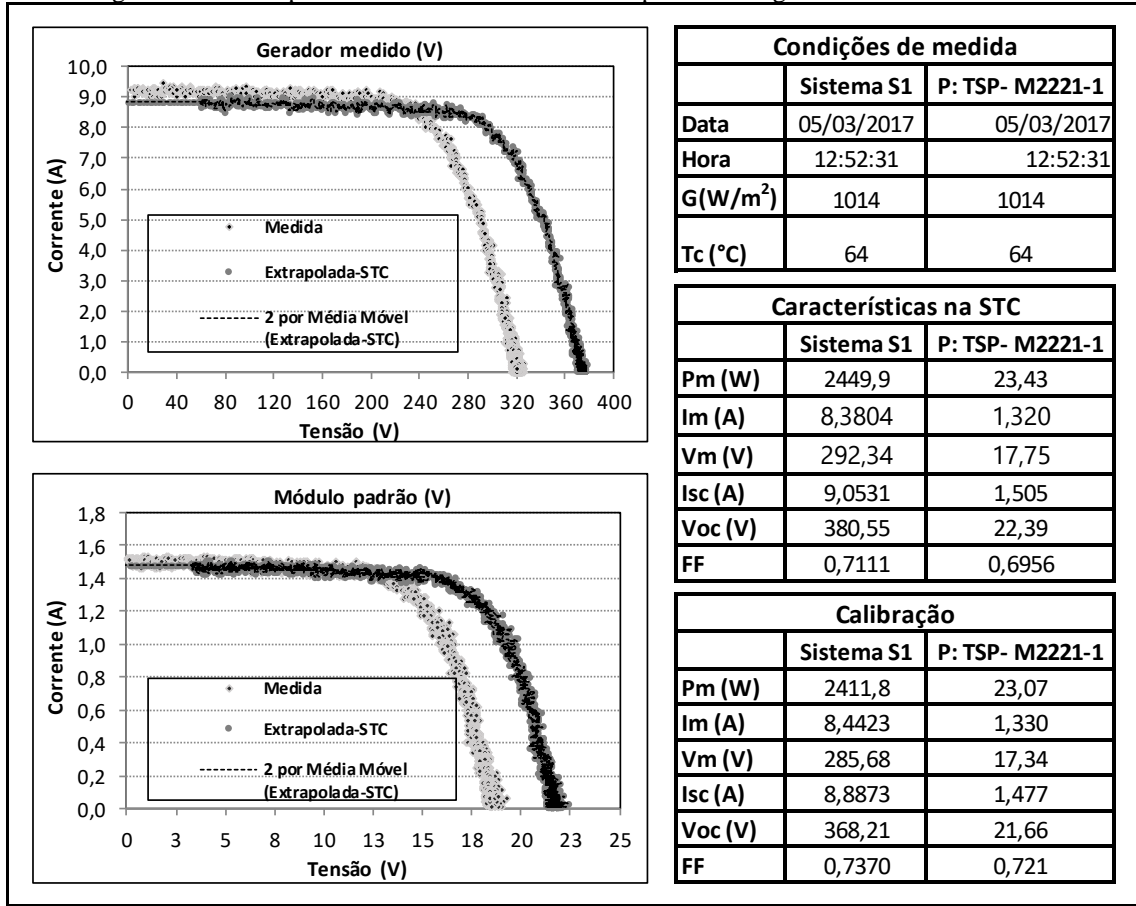 Gerador medido (V)
10,0
9,0
8,0
7,0
6,0
5,0
4,0
3,0
2,0
1,0
0,0
Corrente (A)
Medida
Extrapolada-STC
2 por Média Móvel
(Extrapolada-STC)
0 40 80 120 160 200 240 280 320 360 400
Tensão (V)
Módulo padrão (V)
1,8
1,6
1,4
1,2
1,0
0,8
0,6
0,4
0,2
0,0
Corrente (A)
Medida
Extrapolada-STC
2 por Média Móvel
(Extrapolada-STC)
0 3 5 8 10 13 15 18 20 23 25
Tensão (V)
Condições de medida
Sistema S1 P: TSP- M2221-1
Data 05/03/2017 05/03/2017
Hora 12:52:31 12:52:31
G(W/m²) 1014 1014
Tc (°C) 64 64
Características na STC
Sistema S1 P: TSP- M2221-1
Pm (W) 2449,9 23,43
Im (A) 8,3804 1,320
Vm (V) 292,34 17,75
Isc (A) 9,0531 1,505
Voc (V) 380,55 22,39
FF 0,7111 0,6956
Calibração
Sistema S1 P: TSP- M2221-1
Pm (W) 2411,8 23,07
Im (A) 8,4423 1,330
Vm (V) 285,68 17,34
Isc (A) 8,8873 1,477
Voc (V) 368,21 21,66
FF 0,7370 0,721